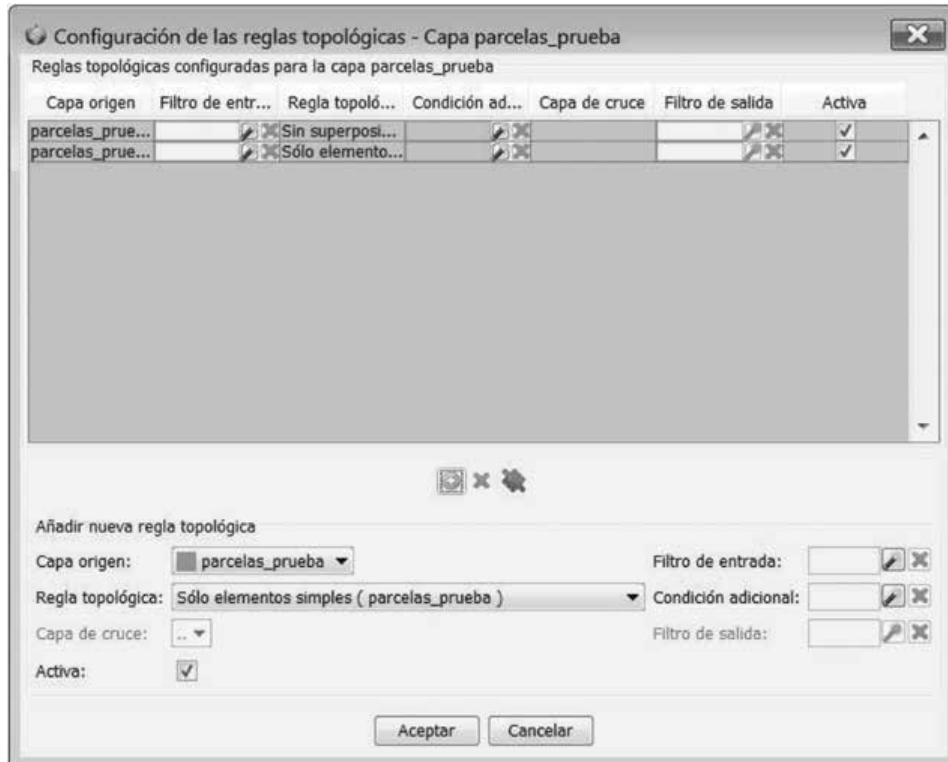 Configuración de las reglas topológicas - Capa parcelas_prueba
Reglas topológicas configuradas para la capa parcelas_prueba
Capa origen Filtro de entr... Regla topoló... Condición ad... Capa de cruce Filtro de salida Activa
parcelas_prue... Sin superposi...
parcelas_prue... Sólo elemento...
Añadir nueva regla topológica
Capa origen: parcelas_prueba Filtro de entrada:
Regla topológica: Sólo elementos simples ( parcelas_prueba ) Condición adicional:
Capa de cruce: .. Filtro de salida:
Activa:
Aceptar Cancelar